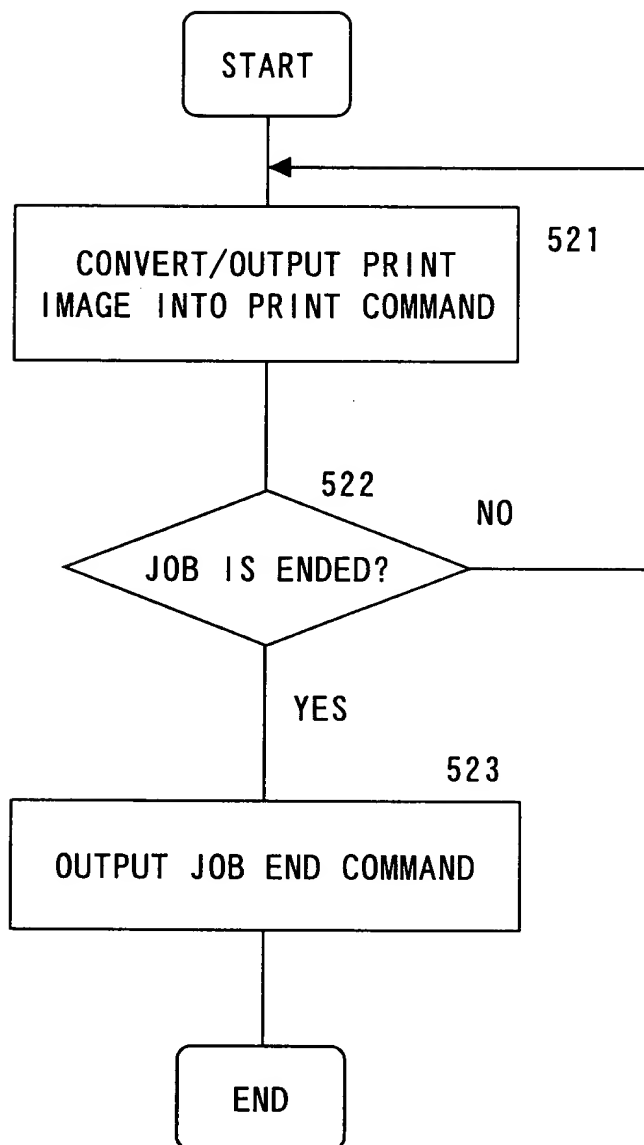 START
521
CONVERT/OUTPUT PRINT
IMAGE INTO PRINT COMMAND
522
NO
JOB IS ENDED?
YES
523
OUTPUT JOB END COMMAND
END